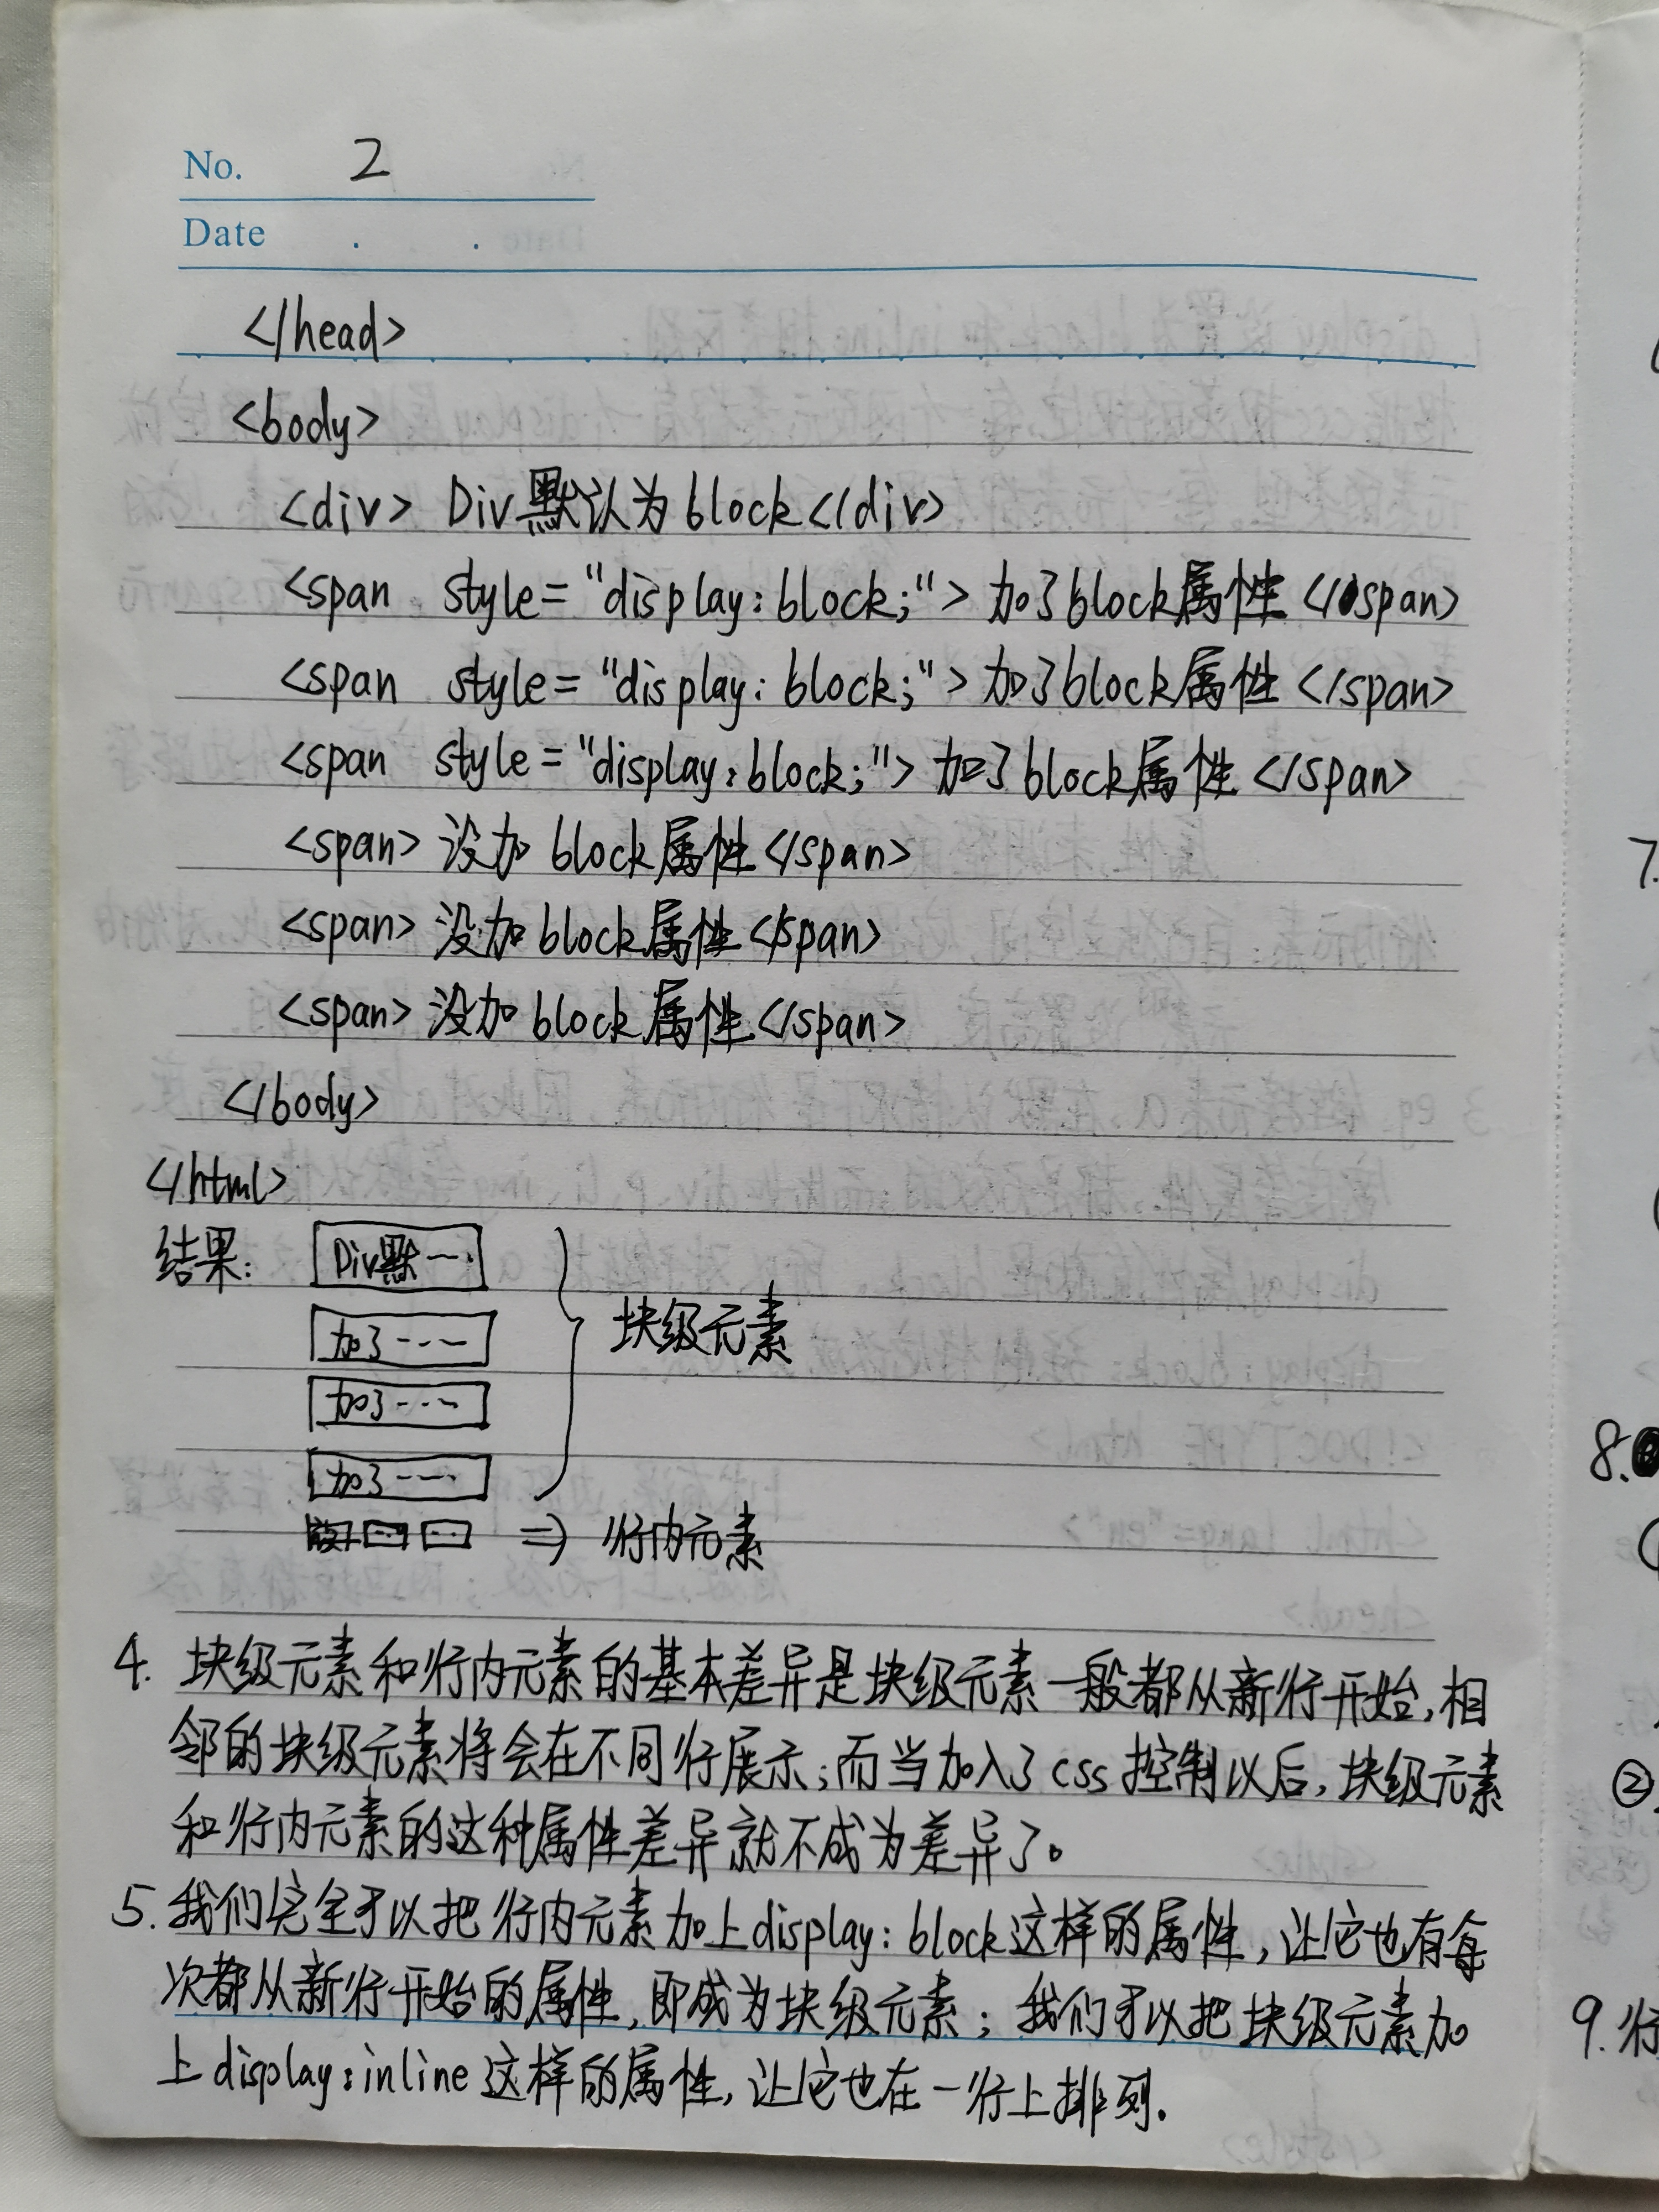 No. 2
Date . .
</head>
<body>
<div> Div默认为block</div>
<span style="display:block;">加了block属性</span>
<span style="display:block;">加了block属性</span>
<span style="display:block;">加了block属性</span>
<span>没加block属性</span>
<span>没加block属性</span>
<span>没加block属性</span>
</body>
</html>
结果:
Div默一..
加了---
块级元素
加了---
加了---
⇒ 行内元素
4. 块级元素和行内元素的基本差异是块级元素一般都从新行开始,相
邻的块级元素将会在不同行展示;而当加入了css控制以后,块级元素
和行内元素的这种属性差异就不成为差异了。
5. 我们完全可以把行内元素加上display:block这样的属性,让它也有每
次都从新行开始的属性,即成为块级元素;我们可以把块级元素加
上display:inline这样的属性,让它也在一行上排列.
7.
8.
②
9. 行